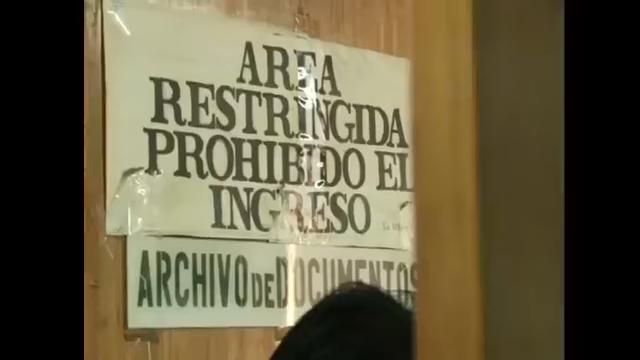 AREA
RESTRINGIDA
PROHIBIDO EL
INGRESO
ARCHIVO DE DOCUMENTOS